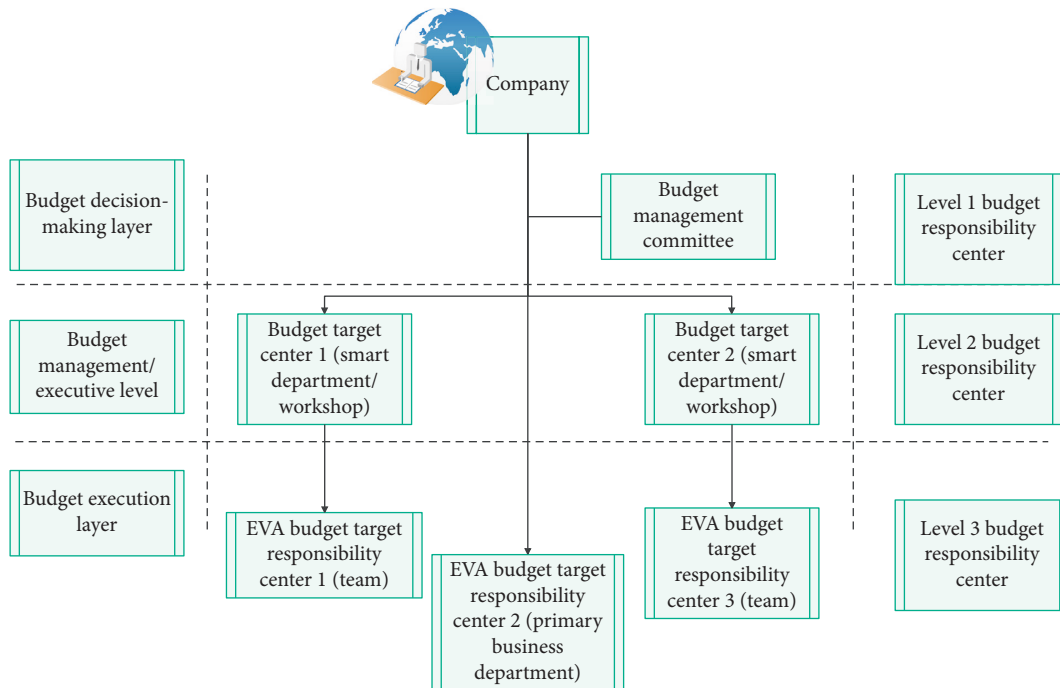 Company
Budget decision-
making layer
Budget
management
committee
Level 1 budget
responsibility
center
Budget
management/
executive level
Budget target
center 1 (smart
department/
workshop)
Budget target
center 2 (smart
department/
workshop)
Level 2 budget
responsibility
center
Budget execution
layer
EVA budget target
responsibility
center 1 (team)
EVA budget target
responsibility
center 2 (primary
business
department)
EVA budget
target
responsibility
center 3 (team)
Level 3 budget
responsibility
center